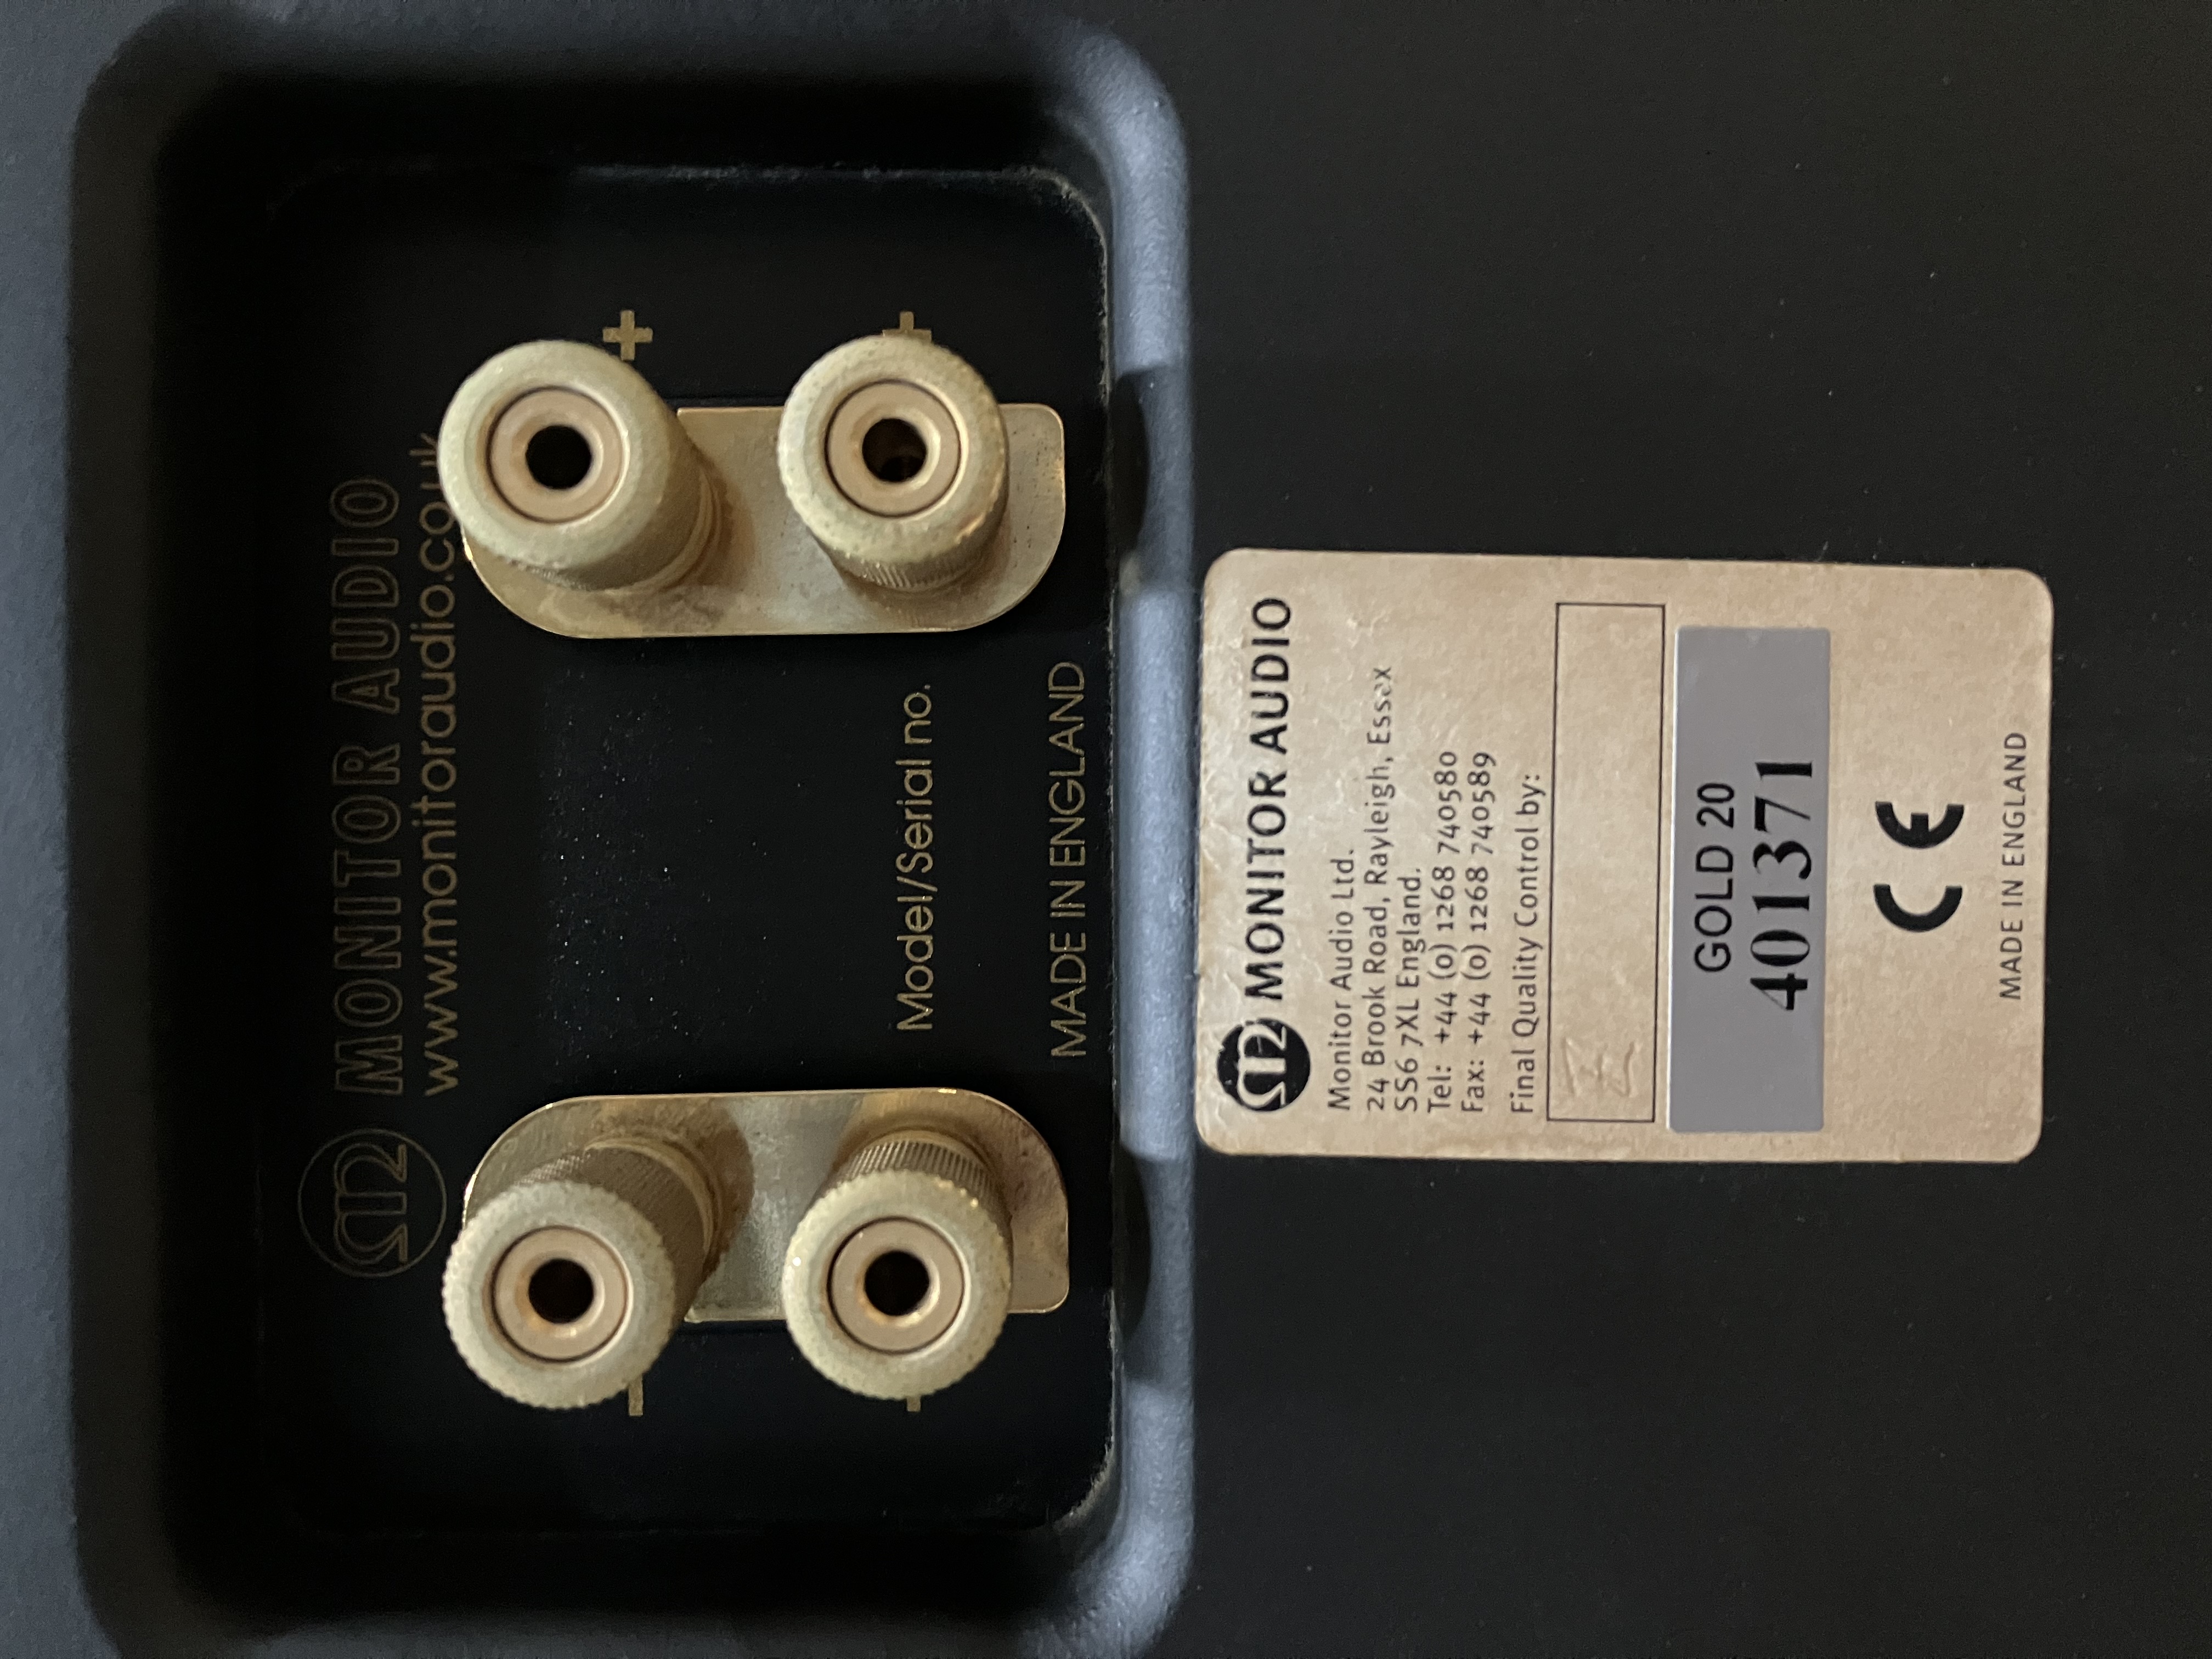 MONITOR AUDIO
www.monitoraudio.co.uk
+
+
-
-
Model/Serial no.
MADE IN ENGLAND
MONITOR AUDIO
Monitor Audio Ltd.
24 Brook Road, Rayleigh, Essex
SS6 7XL England.
Tel: +44 (0) 1268 740580
Fax: +44 (0) 1268 740589
Final Quality Control by:
GOLD 20
401371
CE
MADE IN ENGLAND